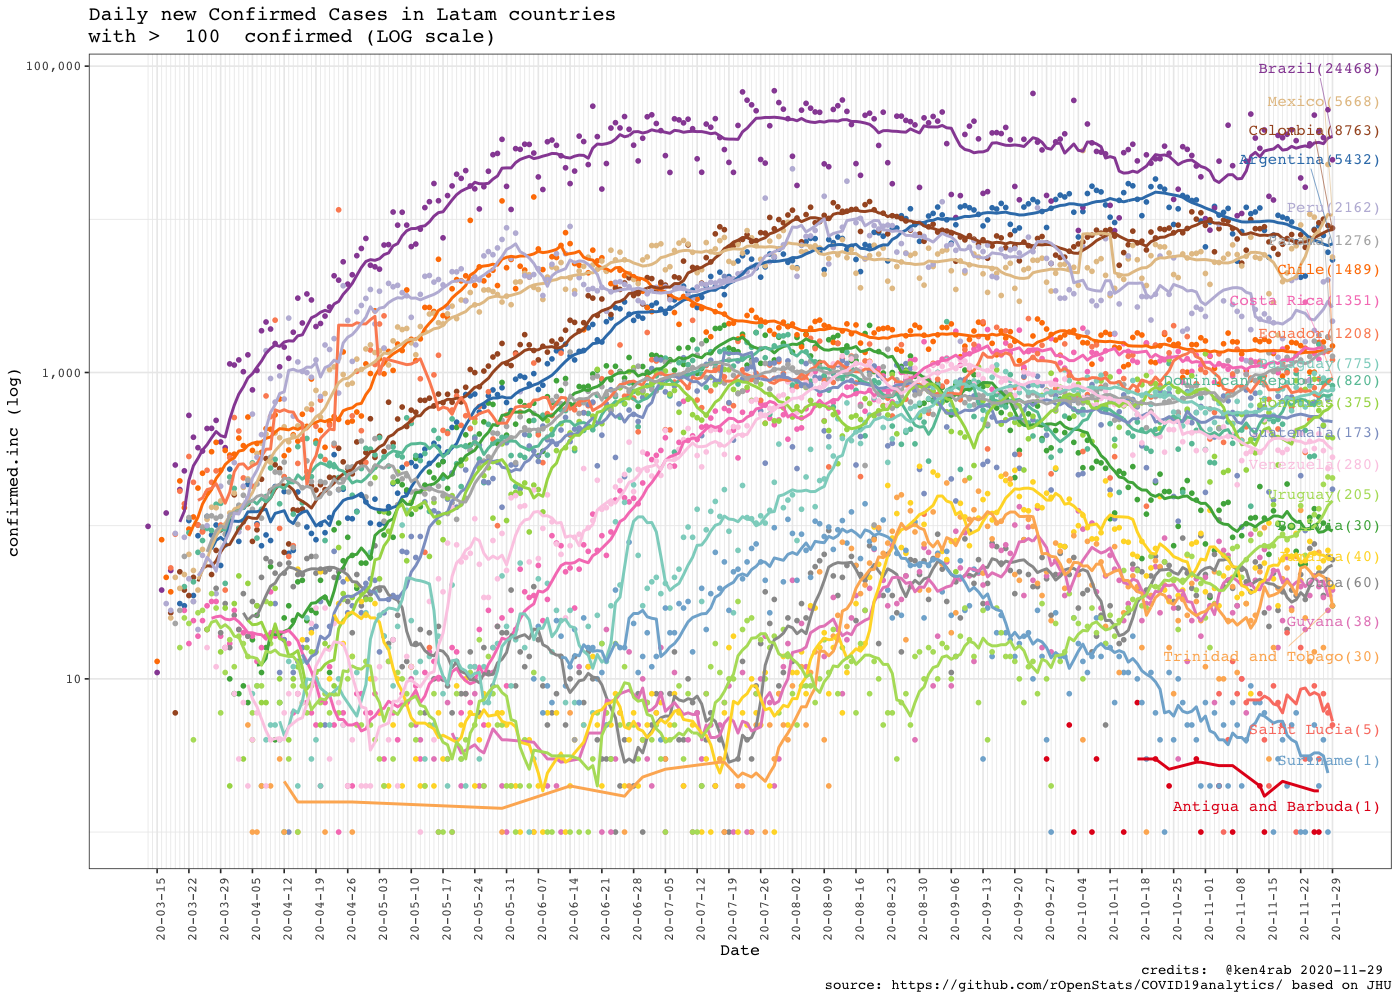 Daily new Confirmed Cases in Latam countries
with > 100 confirmed (LOG scale)
100,000
1,000
10
confirmed.inc (log)
Brazil(24468)
Mexico(5668)
Colombia(8763)
Argentina(5432)
Peru(2162)
Panama(1276)
Chile(1489)
Costa Rica(1351)
Ecuador(1208)
Paraguay(775)
Dominican Republic(820)
(375)
Guatemala(173)
Venezuela(280)
Uruguay(205)
Bolivia(30)
(40)
Cuba(60)
Guyana(38)
Trinidad and Tobago(30)
Saint Lucia(5)
Suriname(1)
Antigua and Barbuda(1)
20-03-15
20-03-22
20-03-29
20-04-05
20-04-12
20-04-19
20-04-26
20-05-03
20-05-10
20-05-17
20-05-24
20-05-31
20-06-07
20-06-14
20-06-21
20-06-28
20-07-05
20-07-12
20-07-19
20-07-26
20-08-02
20-08-09
20-08-16
20-08-23
20-08-30
20-09-06
20-09-13
20-09-20
20-09-27
20-10-04
20-10-11
20-10-18
20-10-25
20-11-01
20-11-08
20-11-15
20-11-22
20-11-29
Date
credits: @ken4rab 2020-11-29
source: https://github.com/rOpenStats/COVID19analytics/ based on JHU